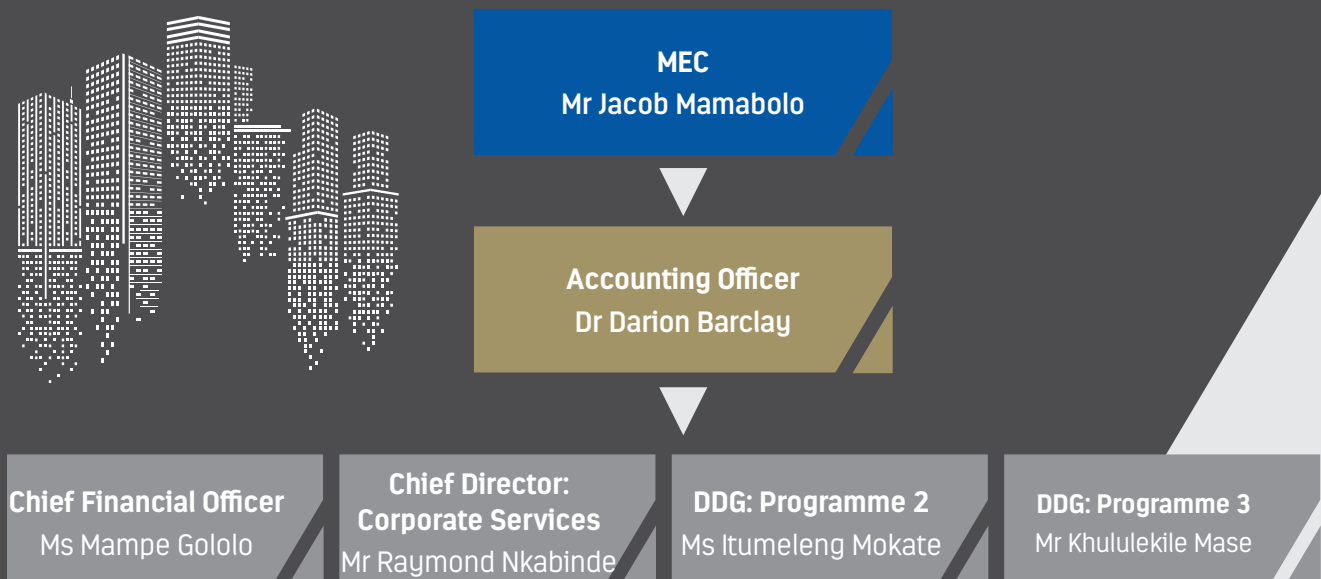 MEC
Mr Jacob Mamabolo
Accounting Officer
Dr Darion Barclay
Chief Financial Officer
Ms Mampe Gololo
Chief Director:
Corporate Services
Mr Raymond Nkabinde
DDG: Programme 2
Ms Itumeleng Mokate
DDG: Programme 3
Mr Khululekile Mase